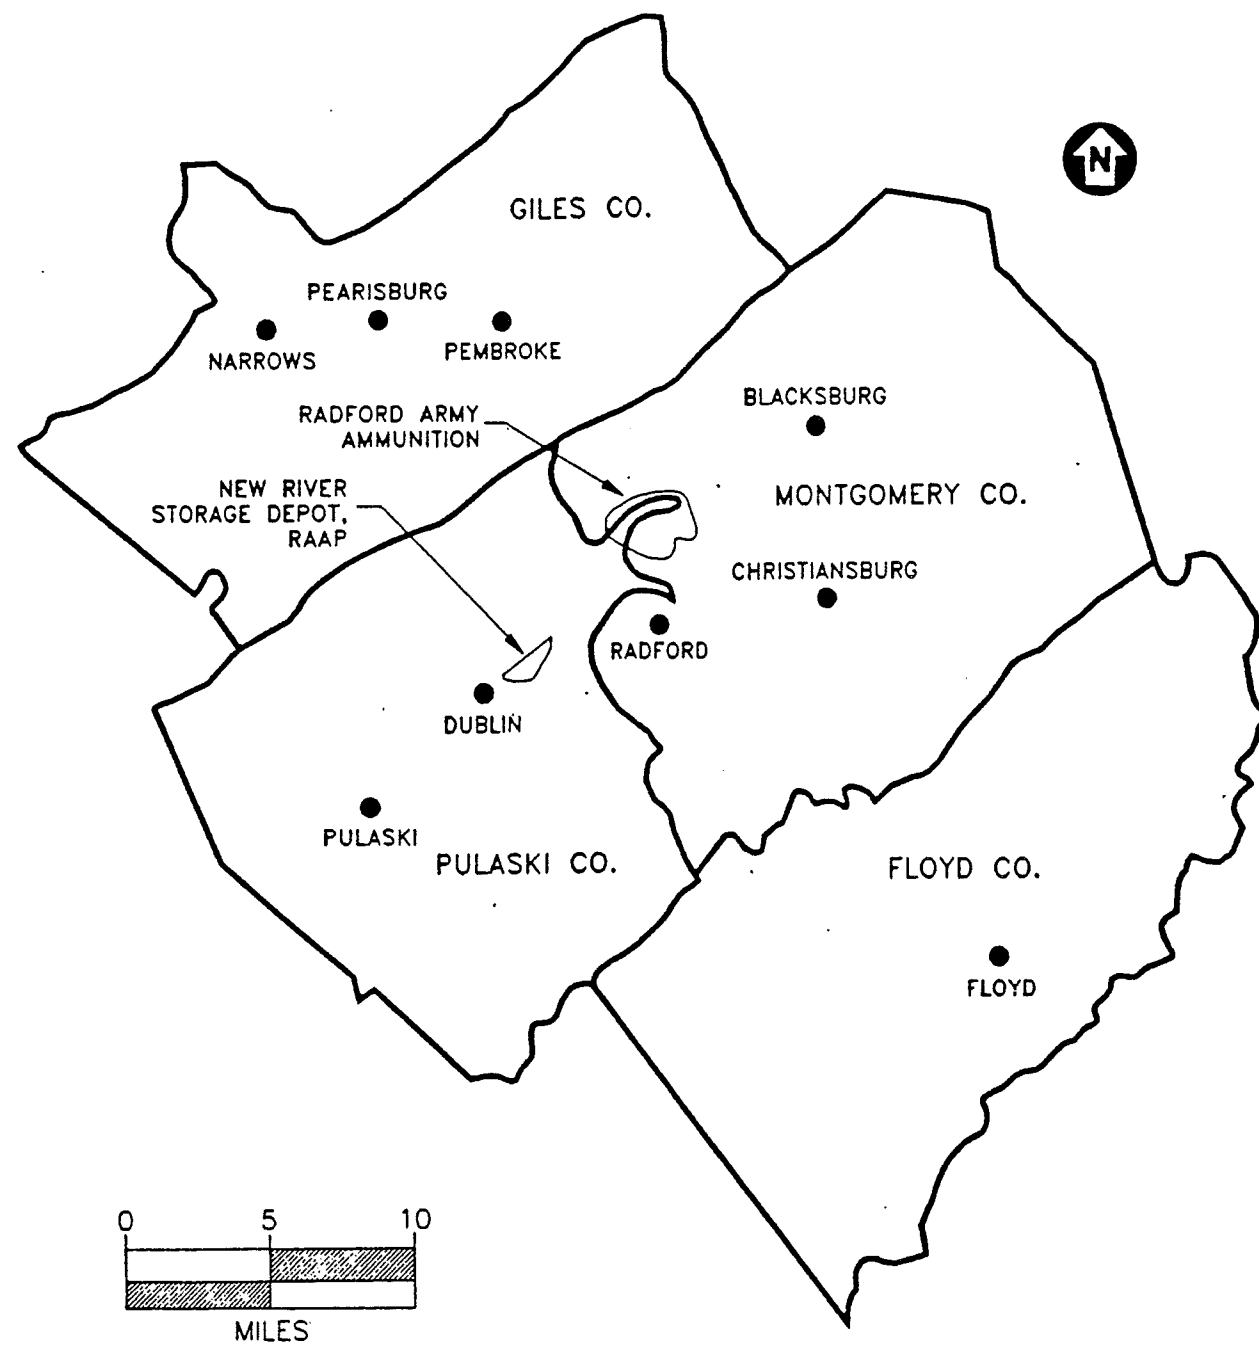 N
GILES CO.
PEARISBURG
NARROWS
PEMBROKE
RADFORD ARMY
AMMUNITION
BLACKSBURG
NEW RIVER
STORAGE DEPOT,
RAAP
MONTGOMERY CO.
CHRISTIANSBURG
RADFORD
DUBLIN
PULASKI
PULASKI CO.
FLOYD CO.
FLOYD
0 5 10
MILES